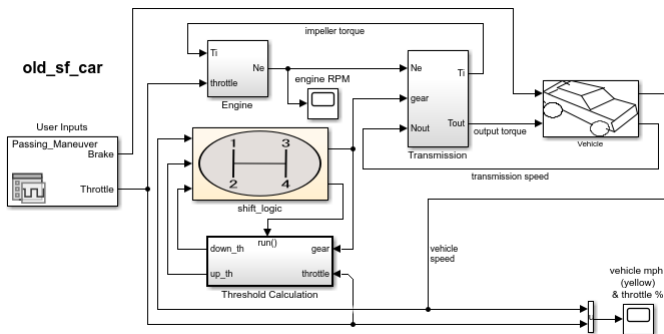 impeller torque
old_sf_car
Ti
Ne
throttle
Engine
engine RPM
Ne
Ti
gear
Nout
Tout
Transmission
output torque
Vehicle
transmission speed
User Inputs
Passing_Maneuver
Brake
Throttle
1 3
2 4
shift_logic
run()
down_th
gear
up_th
throttle
Threshold Calculation
vehicle
speed
vehicle mph
(yellow)
& throttle %